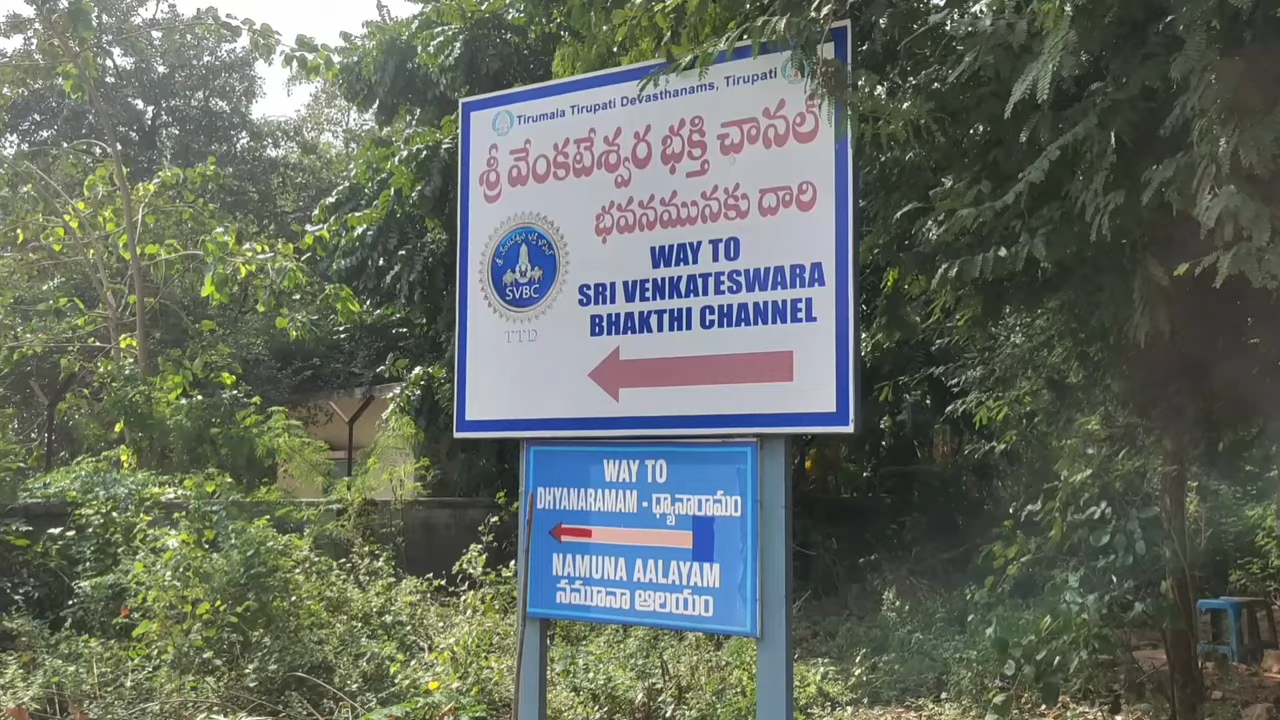 Tirumala Tirupati Devasthanams, Tirupati
శ్రీ వేంకటేశ్వర భక్తి ఛానల్
భవనమునకు దారి
WAY TO
SRI VENKATESWARA
BHAKTHI CHANNEL
SVBC
TTD
WAY TO
DHYANARAMAM - ధ్యానారామం
NAMUNA AALAYAM
నమూనా ఆలయం